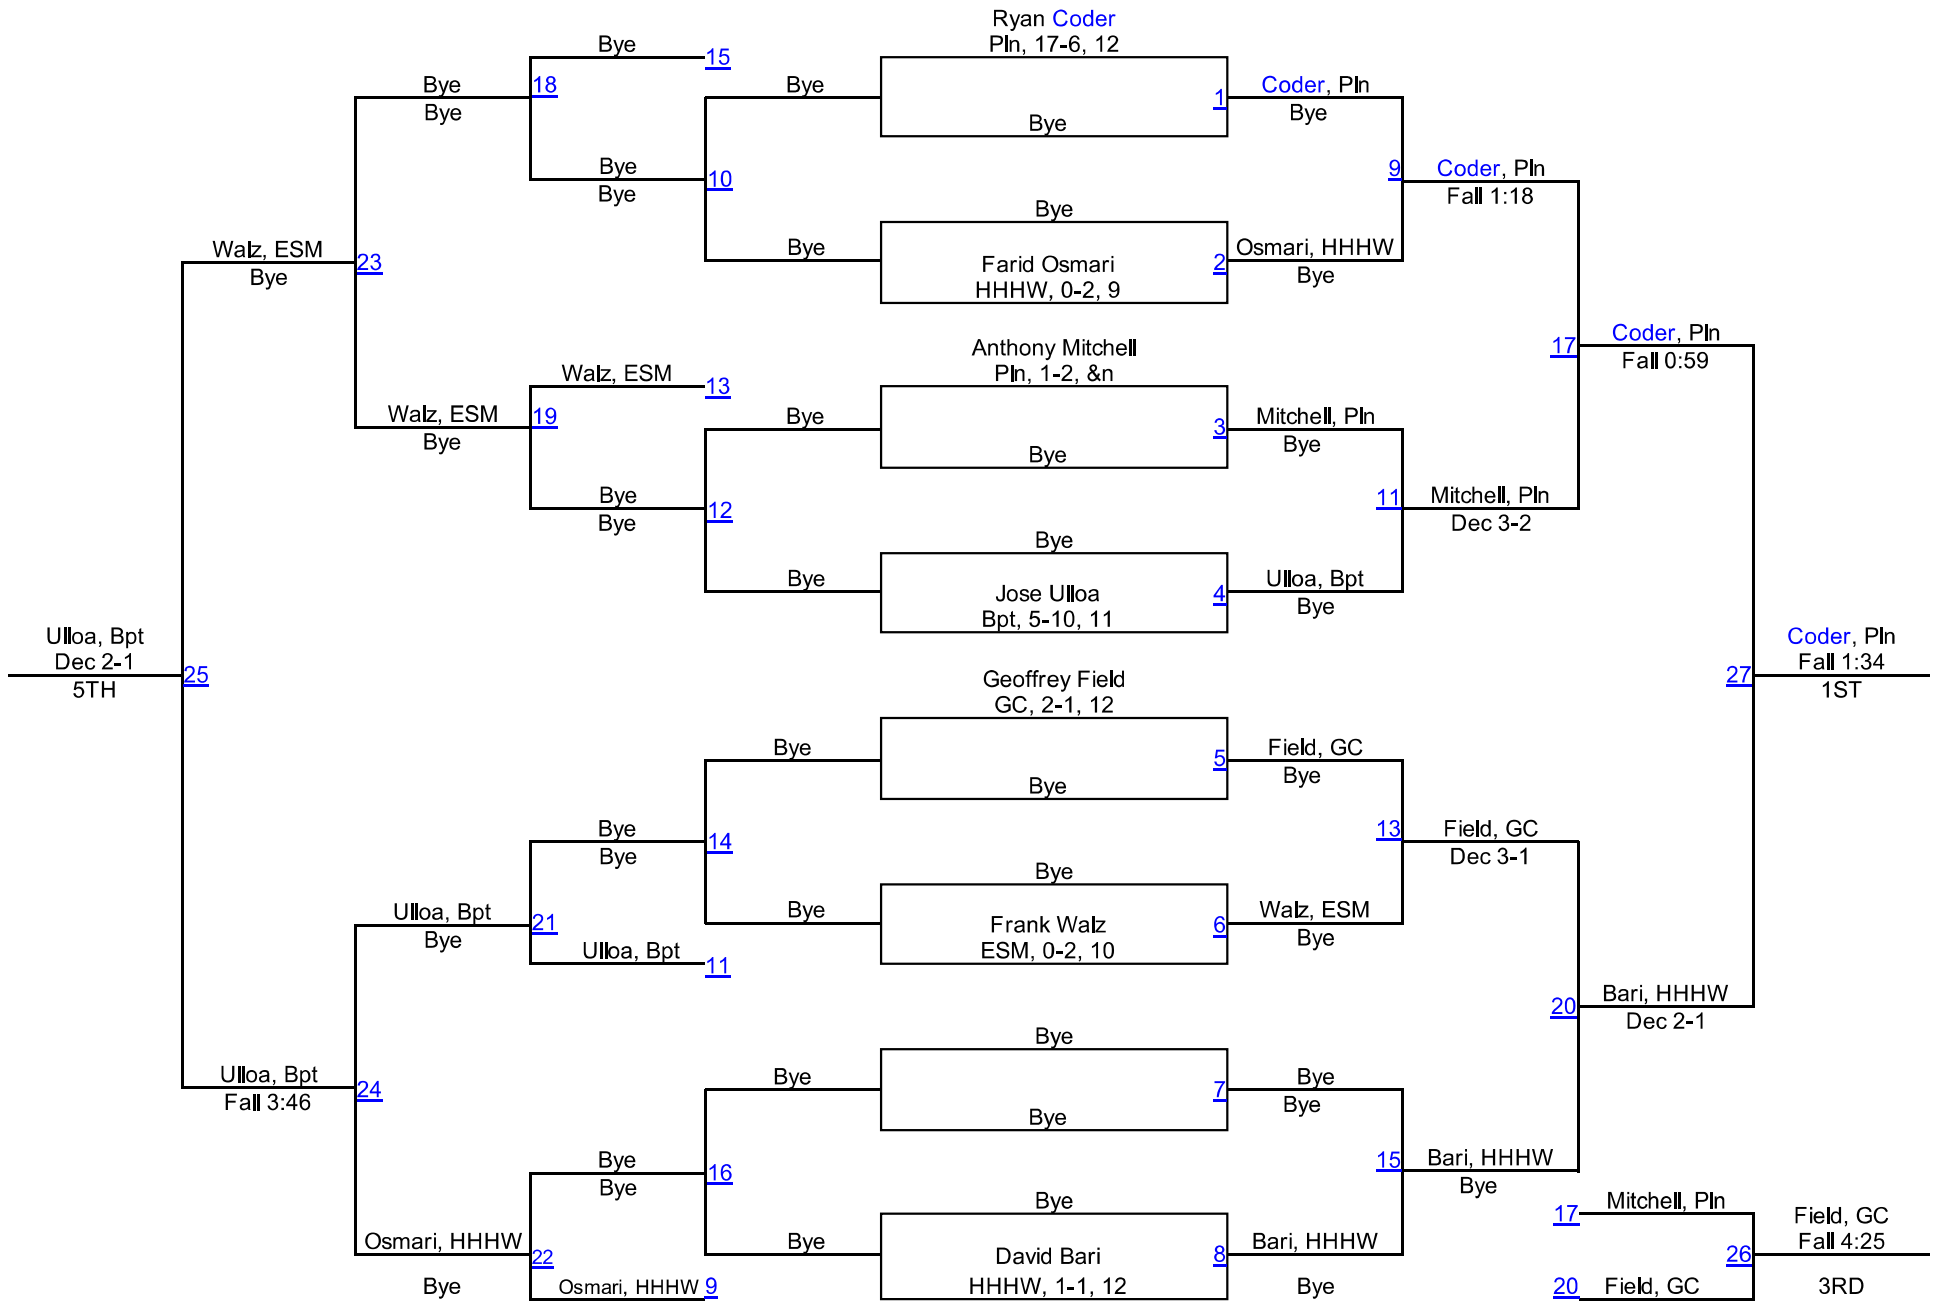 Ryan Coder
Bye
Pln, 17-6, 12
15
Bye
18
Bye
1
Coder, Pln
Bye
Bye
Bye
Bye
10
9
Coder, Pln
Bye
Fall 1:18
Bye
Walz, ESM
Bye
Osmari, HHHW
23
Farid Osmari
2
Bye
HHHW, 0-2, 9
Bye
Coder, Pln
Anthony Mitchell
17
Fall 0:59
Walz, ESM
13
Pln, 1-2, &n
Walz, ESM
19
Bye
3
Mitchell, Pln
Bye
Bye
Bye
Bye
12
11
Mitchell, Pln
Bye
Dec 3-2
Bye
Bye
4
Ulloa, Bpt
Jose Ulloa
Bye
Bpt, 5-10, 11
Ulloa, Bpt
Coder, Pln
Dec 2-1
25
27
Fall 1:34
5TH
Geoffrey Field
1ST
GC, 2-1, 12
Bye
5
Field, GC
Bye
Bye
Bye
14
13
Field, GC
Bye
Dec 3-1
Bye
Ulloa, Bpt
21
Bye
Frank Walz
6
Walz, ESM
Bye
Ulloa, Bpt
11
ESM, 0-2, 10
Bye
Bari, HHHW
20
Dec 2-1
Bye
Ulloa, Bpt
24
Bye
7
Bye
Fall 3:46
Bye
Bye
Bye
16
15
Bari, HHHW
Bye
Bye
Bye
17
Mitchell, Pln
Field, GC
Osmari, HHHW
22
Bye
David Bari
8
Bari, HHHW
26
Fall 4:25
Bye
Osmari, HHHW
9
HHHW, 1-1, 12
Bye
20
Field, GC
3RD